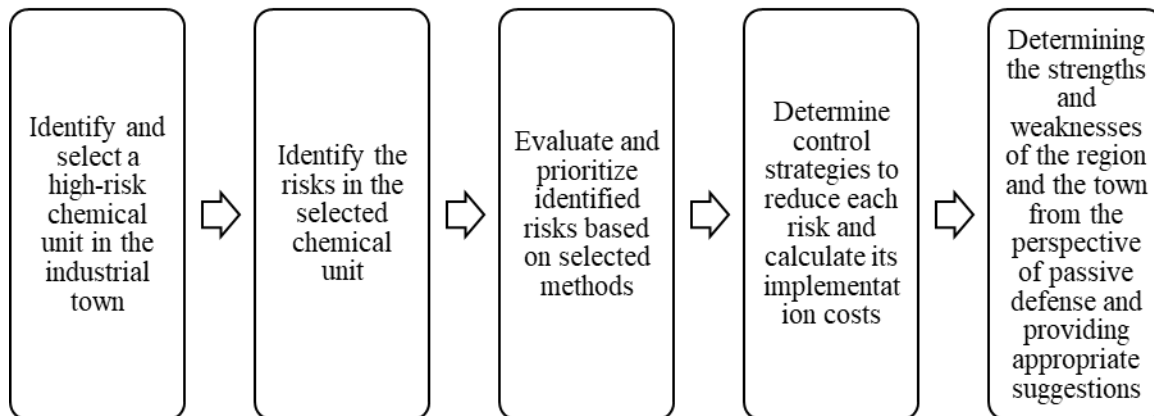 Identify and
select a
high-risk
chemical
unit in the
industrial
town
Identify the
risks in the
selected
chemical
unit
Evaluate and
prioritize
identified
risks based
on selected
methods
Determine
control
strategies to
reduce each
risk and
calculate its
implementat
ion costs
Determining
the strengths
and
weaknesses
of the region
and the town
from the
perspective
of passive
defense and
providing
appropriate
suggestions